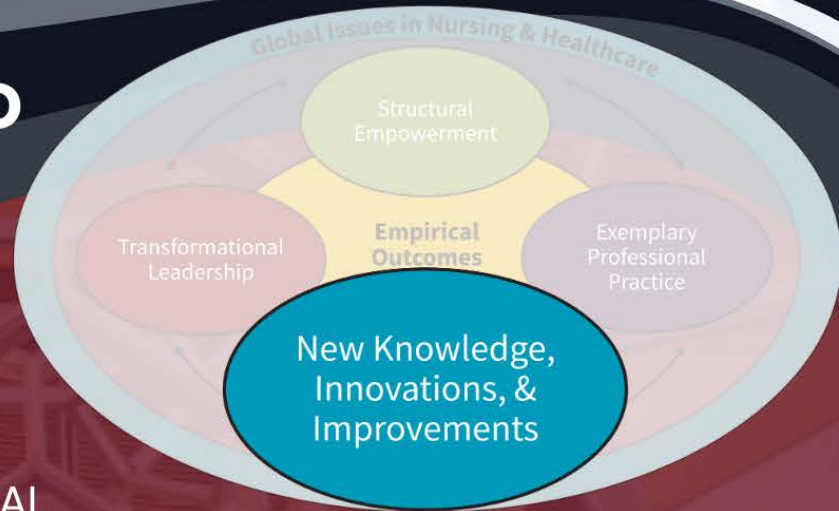 Global Issues in Nursing & Healthcare
Structural
Empowerment
Transformational
Leadership
Empirical
Outcomes
Exemplary
Professional
Practice
New Knowledge,
Innovations, &
Improvements